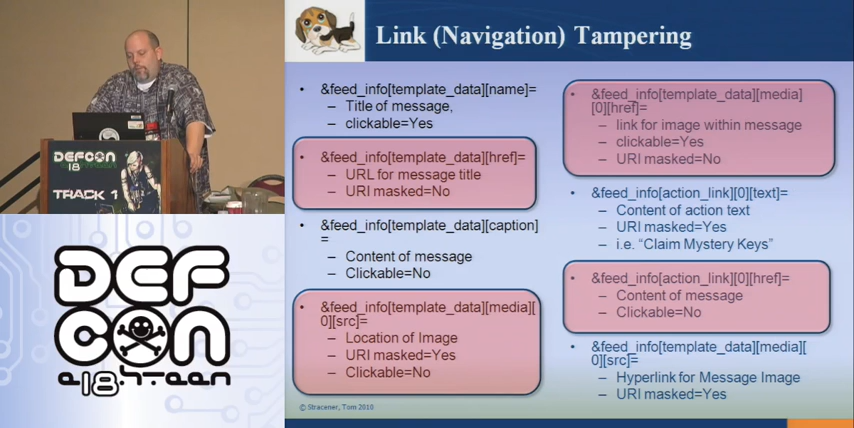 DEFCON
18
TRACK 1
DEF
CON
Link (Navigation) Tampering
• &feed_info[template_data][name]=
– Title of message,
– clickable=Yes
• &feed_info[template_data][href]=
– URL for message title
– URI masked=No
• &feed_info[template_data][caption]
=
– Content of message
– Clickable=No
• &feed_info[template_data][media][
0][src]=
– Location of Image
– URI masked=Yes
– Clickable=No
• &feed_info[template_data][media]
[0][href]=
– link for image within message
– clickable=Yes
– URI masked=No
• &feed_info[action_link][0][text]=
– Content of action text
– URI masked=Yes
– i.e. “Claim Mystery Keys”
• &feed_info[action_link][0][href]=
– Content of message
– Clickable=No
• &feed_info[template_data][media][
0][src]=
– Hyperlink for Message Image
– URI masked=Yes
© Stracener, Tom 2010